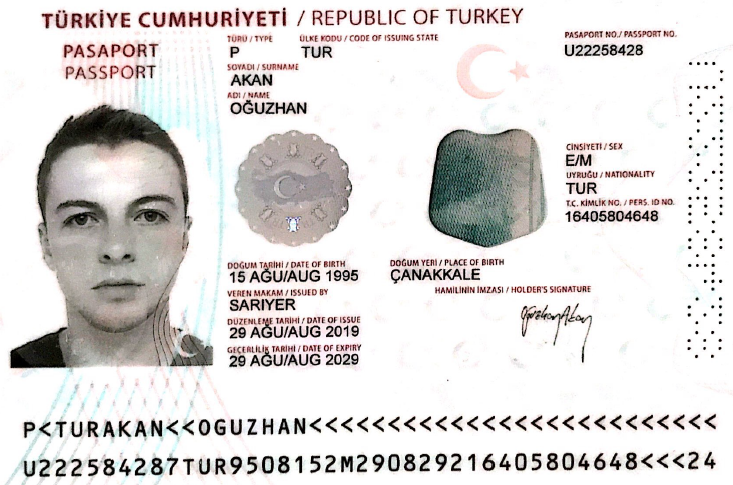 TÜRKİYE CUMHURİYETİ / REPUBLIC OF TURKEY
PASAPORT
PASSPORT
TÜRÜ / TYPE
P
ÜLKE KODU / CODE OF ISSUING STATE
TUR
PASAPORT NO./ PASSPORT NO.
U22258428
SOYADI / SURNAME
AKAN
ADI / NAME
OĞUZHAN
CİNSİYETİ / SEX
E/M
UYRUĞU / NATIONALITY
TUR
T.C. KİMLİK NO. / PERS. ID NO.
16405804648
DOĞUM TARİHİ / DATE OF BIRTH
15 AĞU/AUG 1995
DOĞUM YERİ / PLACE OF BIRTH
ÇANAKKALE
VEREN MAKAM / ISSUED BY
SARIYER
HAMİLİNİN İMZASI / HOLDER'S SIGNATURE
Oğuzhan Akan
DÜZENLEME TARİHİ / DATE OF ISSUE
29 AĞU/AUG 2019
GEÇERLİLİK TARİHİ / DATE OF EXPIRY
29 AĞU/AUG 2029
P<TURAKAN<<OGUZHAN<<<<<<<<<<<<<<<<<<<<<<<<<<
U222584287TUR9508152M290829216405804648<<<24